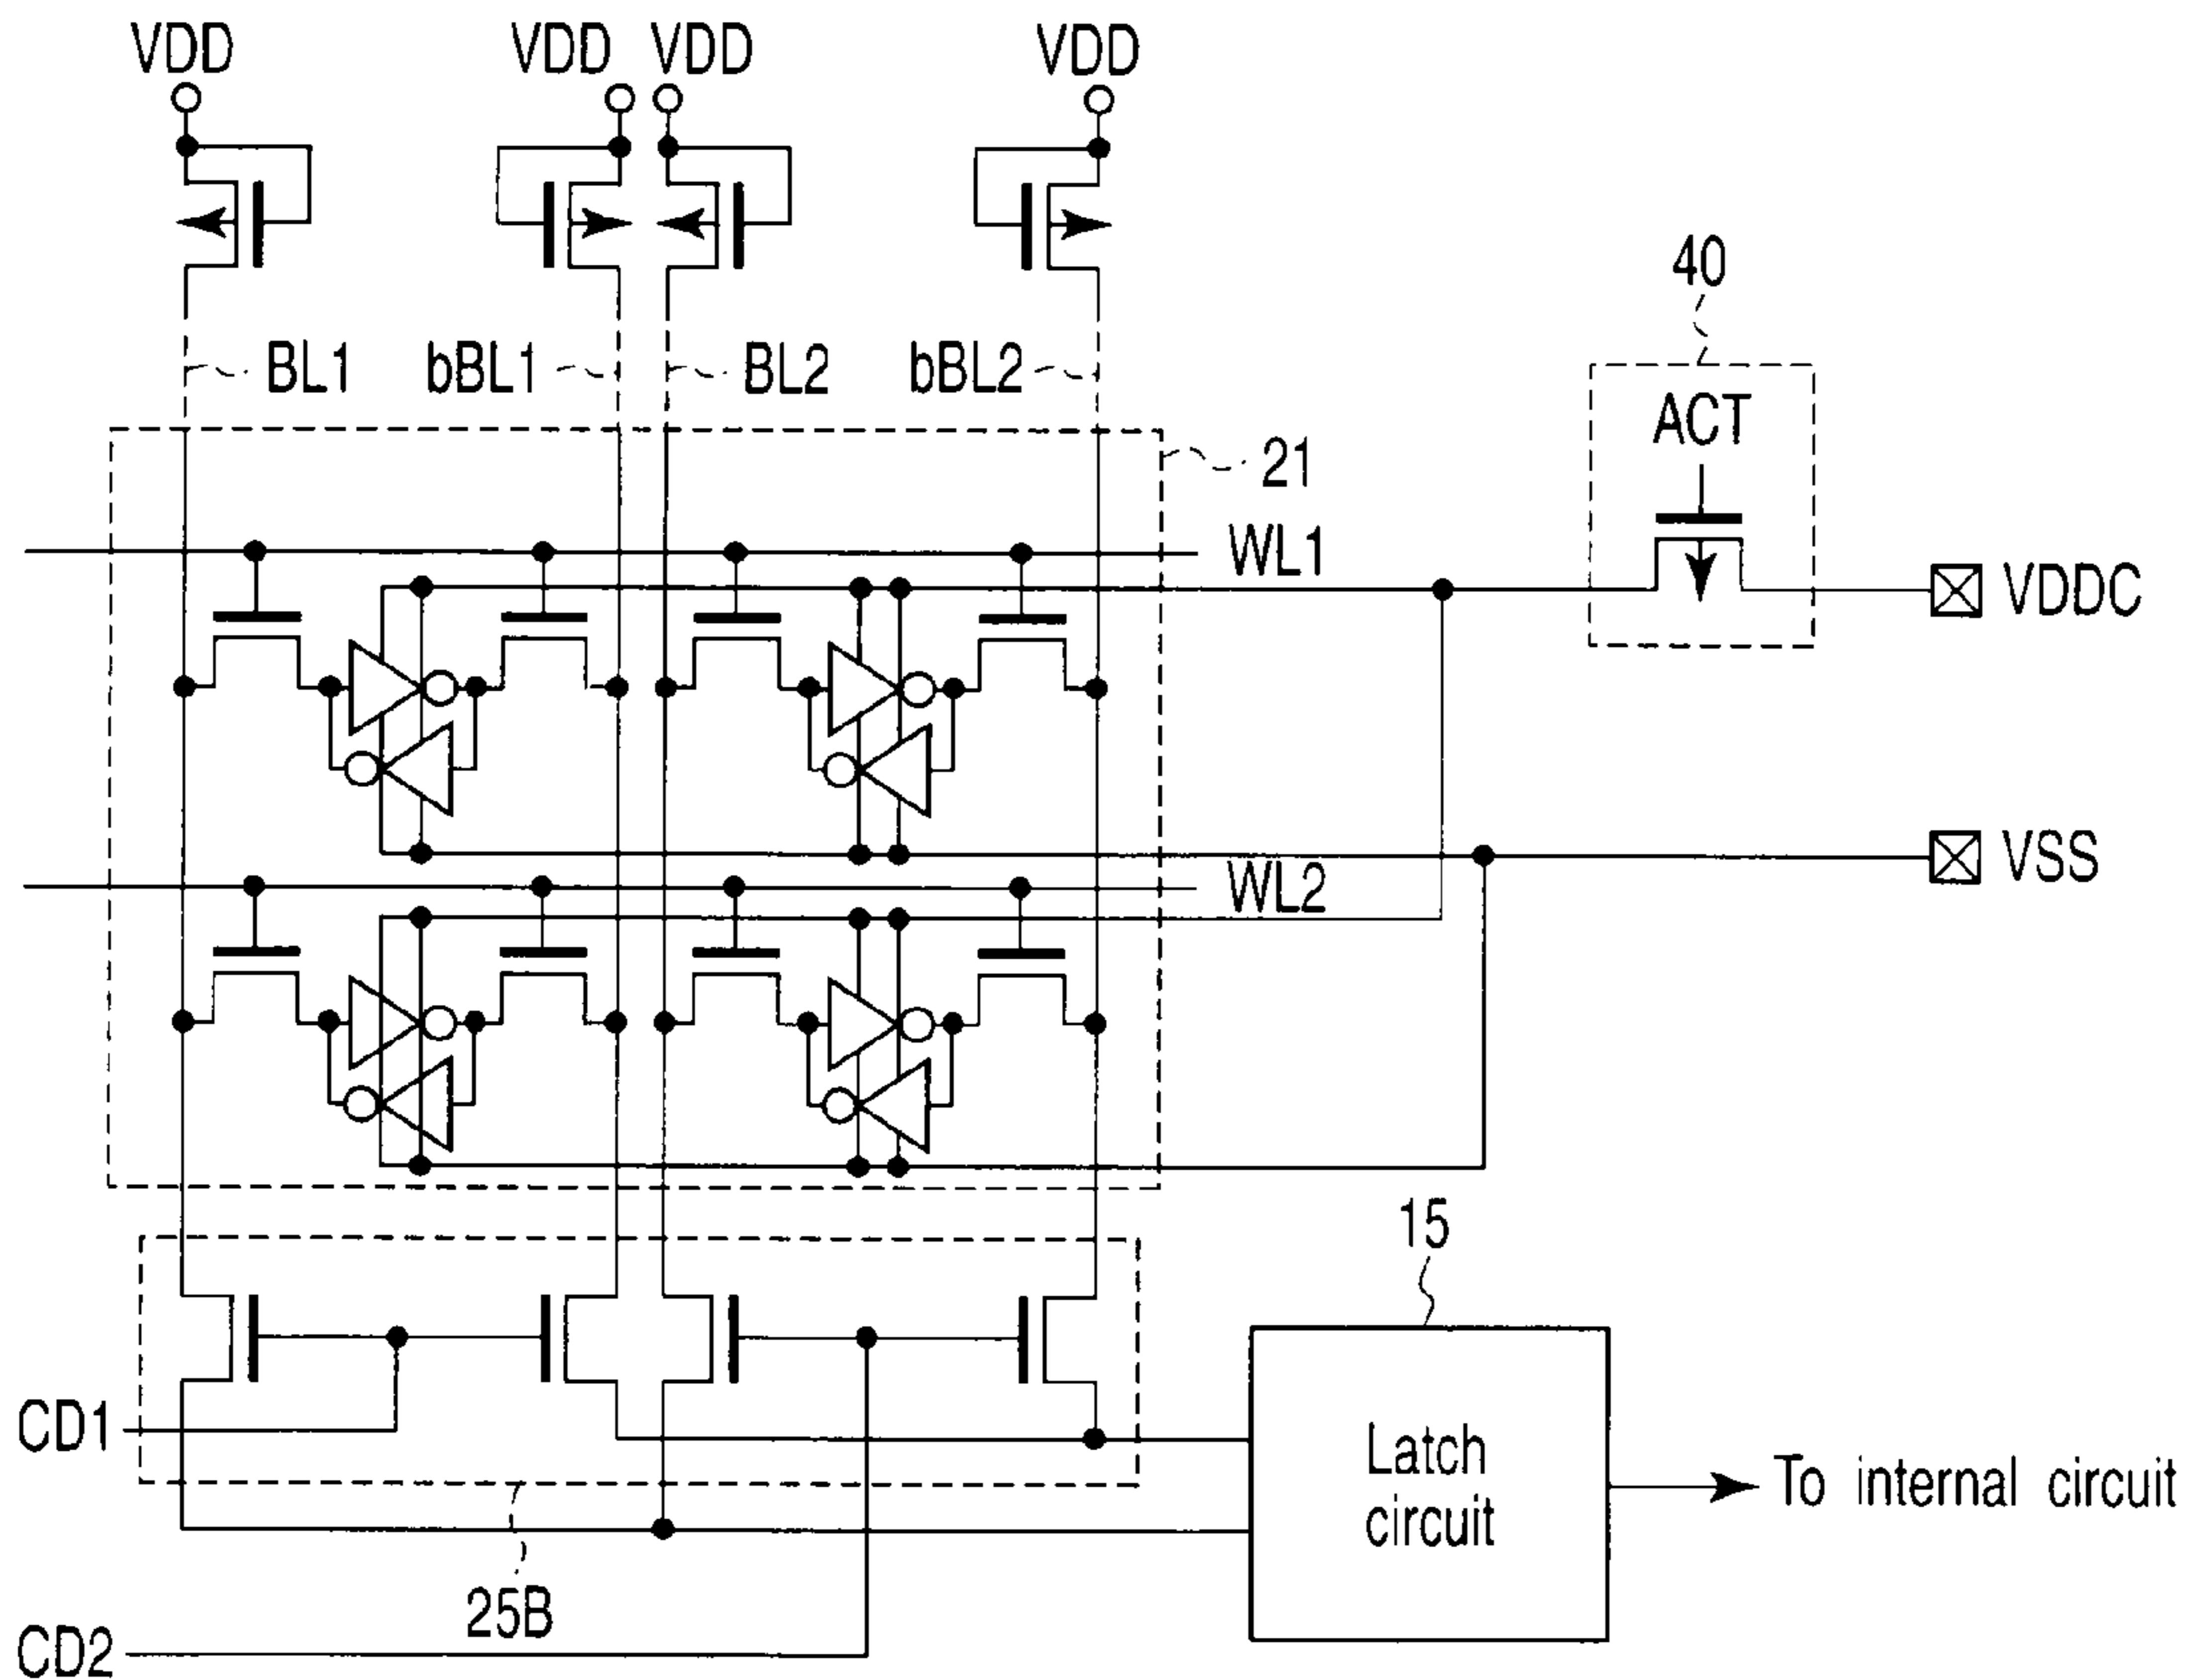 VDD VDD VDD VDD
BL1 bBL1 BL2 bBL2
40
ACT
21
WL1
VDDC
VSS
WL2
15
CD1
Latch
circuit
To internal circuit
25B
CD2